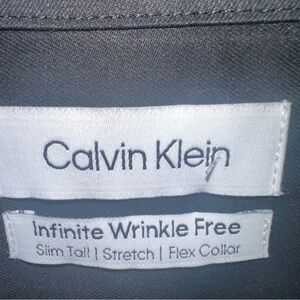 Calvin Klein
Infinite Wrinkle Free
Slim Tall | Stretch | Flex Collar